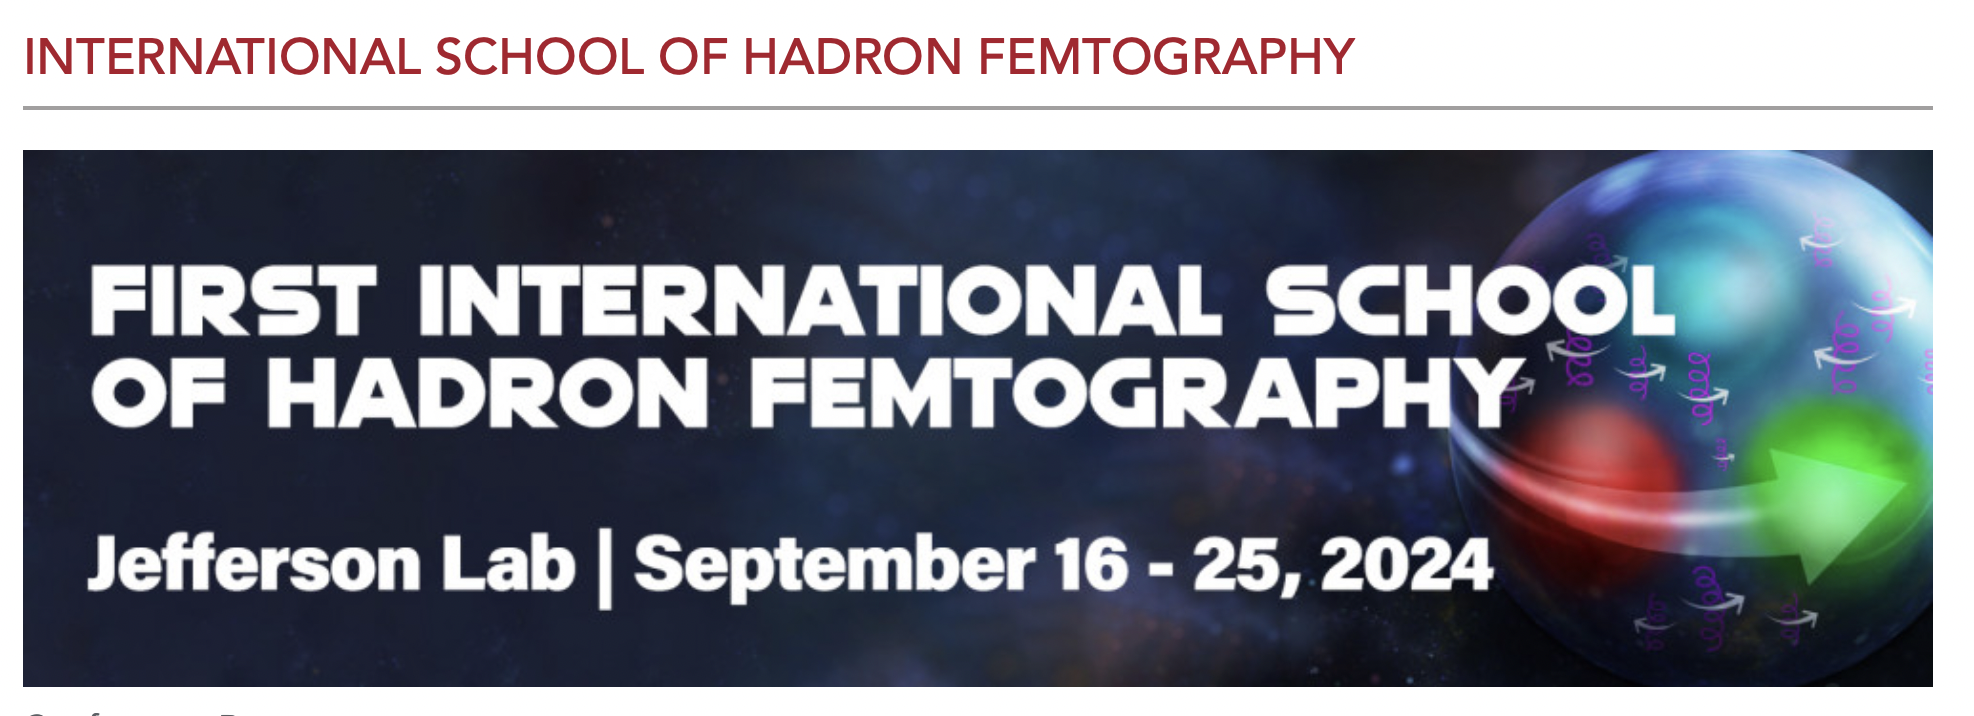 INTERNATIONAL SCHOOL OF HADRON FEMTOGRAPHY
FIRST INTERNATIONAL SCHOOL
OF HADRON FEMTOGRAPHY
Jefferson Lab | September 16 - 25, 2024